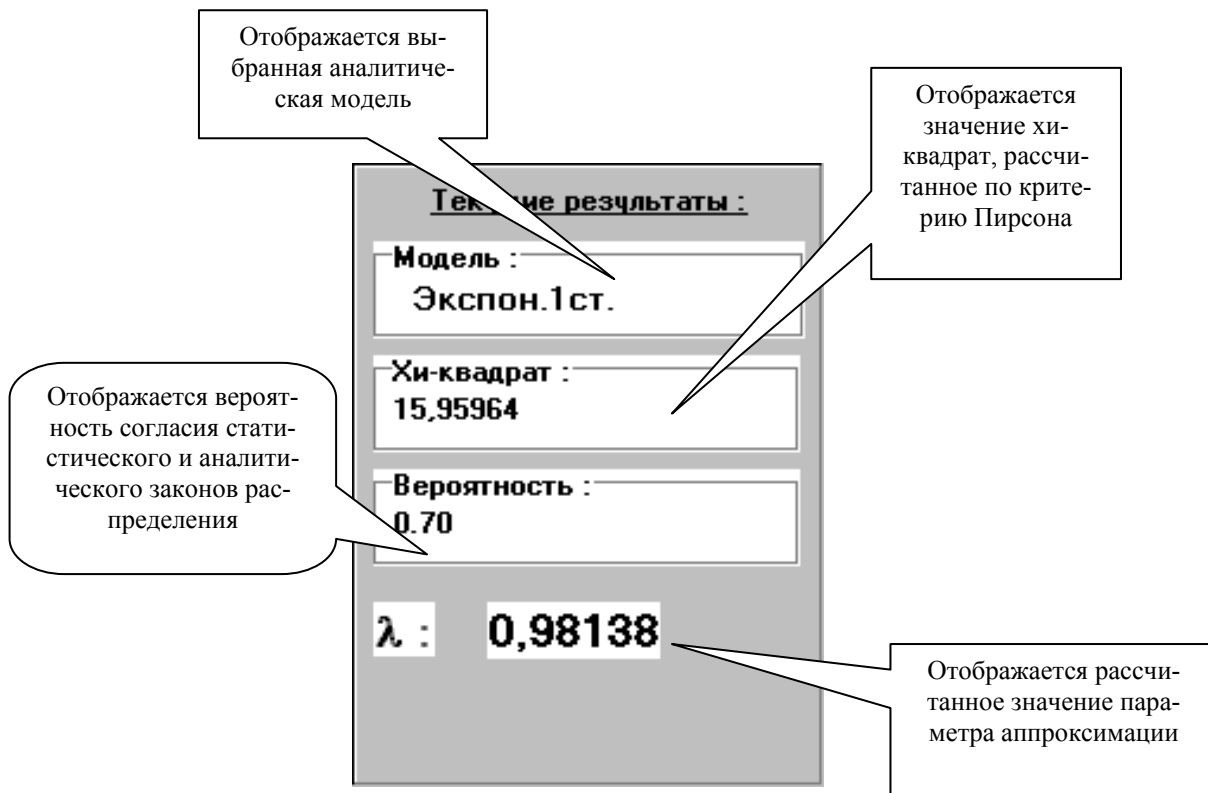 Отображается вы-
бранная аналитиче-
ская модель
Отображается
значение хи-
квадрат, рассчи-
танное по крите-
рию Пирсона
результаты :
Модель :
Экспон.1ст.
Хи-квадрат :
15,95964
Отображается вероят-
ность согласия стати-
стического и аналити-
ческого законов рас-
пределения
Вероятность :
0.70
λ : 0,98138
Отображается рассчи-
танное значение пара-
метра аппроксимации